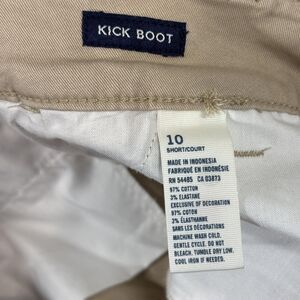 KICK BOOT
10
SHORT/COURT
MADE IN INDONESIA
FABRIQUÉ EN INDONÉSIE
RN 54485 CA 03873
97% COTTON
3% ELASTANE
EXCLUSIVE OF DECORATION
97% COTON
3% ÉLASTHANNE
SANS LES DÉCORATIONS
MACHINE WASH COLD,
GENTLE CYCLE. DO NOT
BLEACH, TUMBLE DRY LOW.
COOL IRON IF NEEDED.